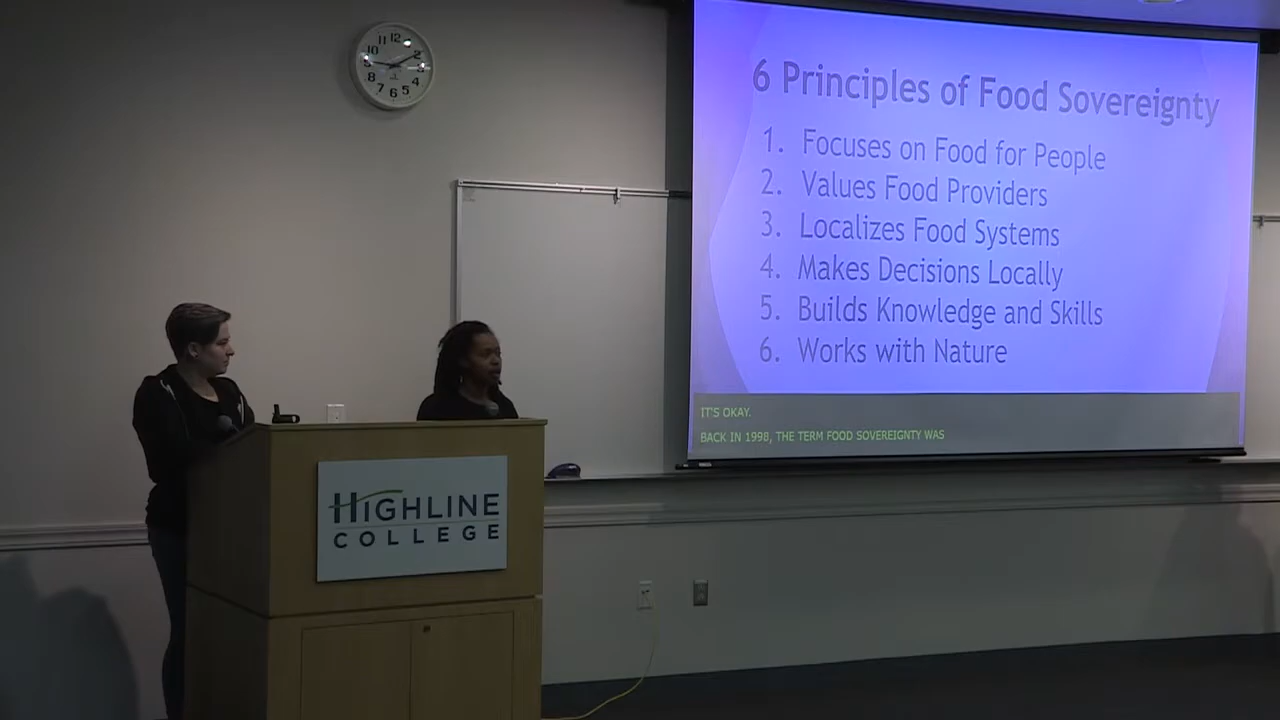 6 Principles of Food Sovereignty
1. Focuses on Food for People
2. Values Food Providers
3. Localizes Food Systems
4. Makes Decisions Locally
5. Builds Knowledge and Skills
6. Works with Nature
IT'S OKAY.
BACK IN 1998, THE TERM FOOD SOVEREIGNTY WAS
HIGHLINE
COLLEGE